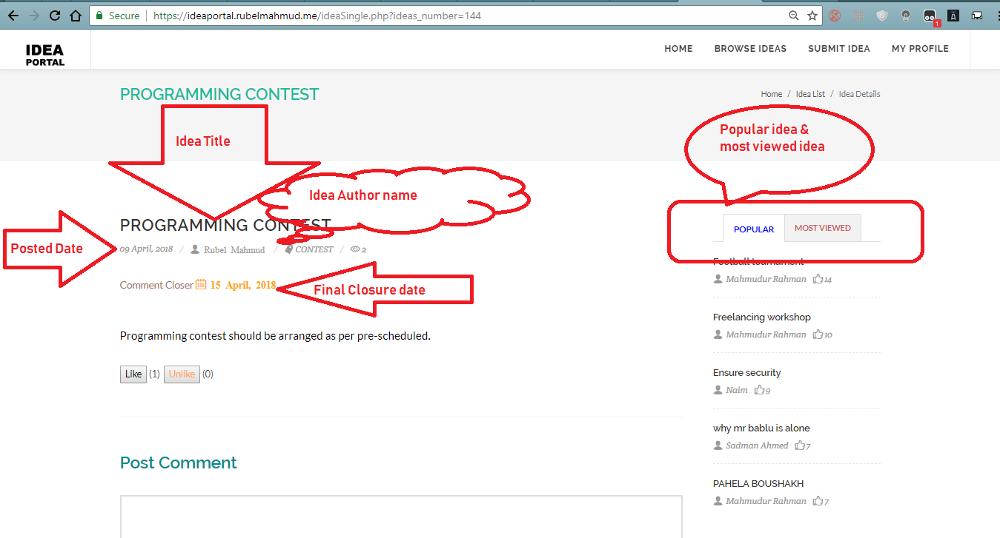 Secure https://ideaportal.rubelmahmud.me/ideaSingle.php?ideas_number=144
1
IDEA
PORTAL
HOME BROWSE IDEAS SUBMIT IDEA MY PROFILE
PROGRAMMING CONTEST
Home / Idea List / Idea Details
Idea Title
Popular idea &
most viewed idea
Idea Author name
PROGRAMMING CONTEST
Posted Date
09 April, 2018 / Rubel Mahmud / CONTEST / 2
Comment Closer 15 April, 2018
Final Closure date
Programming contest should be arranged as per pre-scheduled.
Like (1) Unlike (0)
Post Comment
POPULAR MOST VIEWED
Football tournament
Mahmudur Rahman 14
Freelancing workshop
Mahmudur Rahman 10
Ensure security
Naim 9
why mr bablu is alone
Sadman Ahmed 7
PAHELA BOUSHAKH
Mahmudur Rahman 7